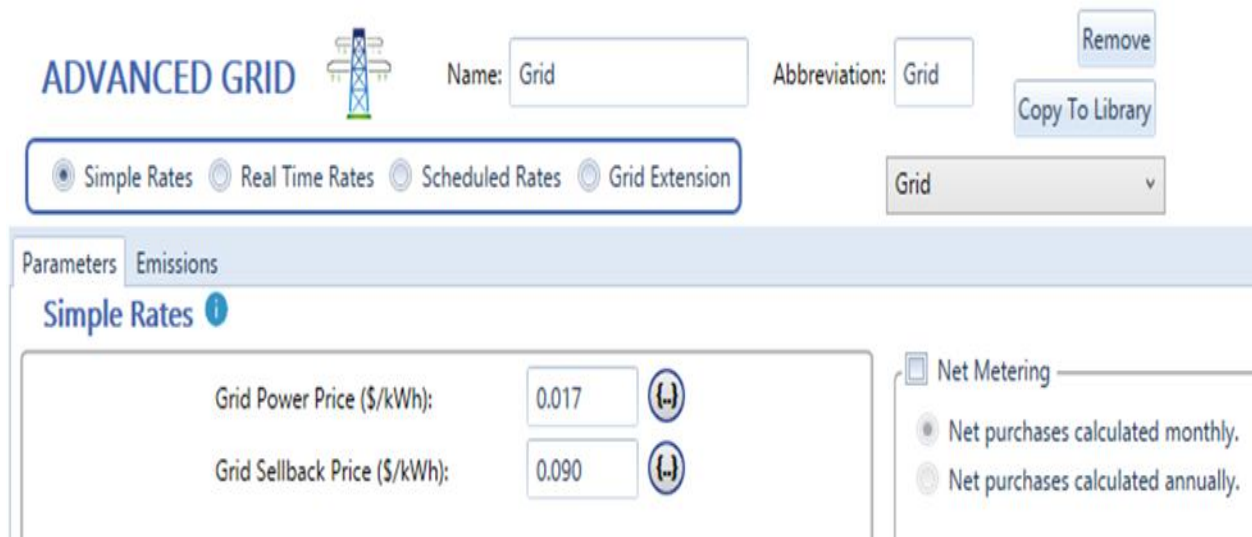 ADVANCED GRID Name: Grid Abbreviation: Grid Remove
Copy To Library
Simple Rates Real Time Rates Scheduled Rates Grid Extension Grid
Parameters Emissions
Simple Rates i
Grid Power Price ($/kWh): 0.017 {..}
Grid Sellback Price ($/kWh): 0.090 {..}
Net Metering
Net purchases calculated monthly.
Net purchases calculated annually.